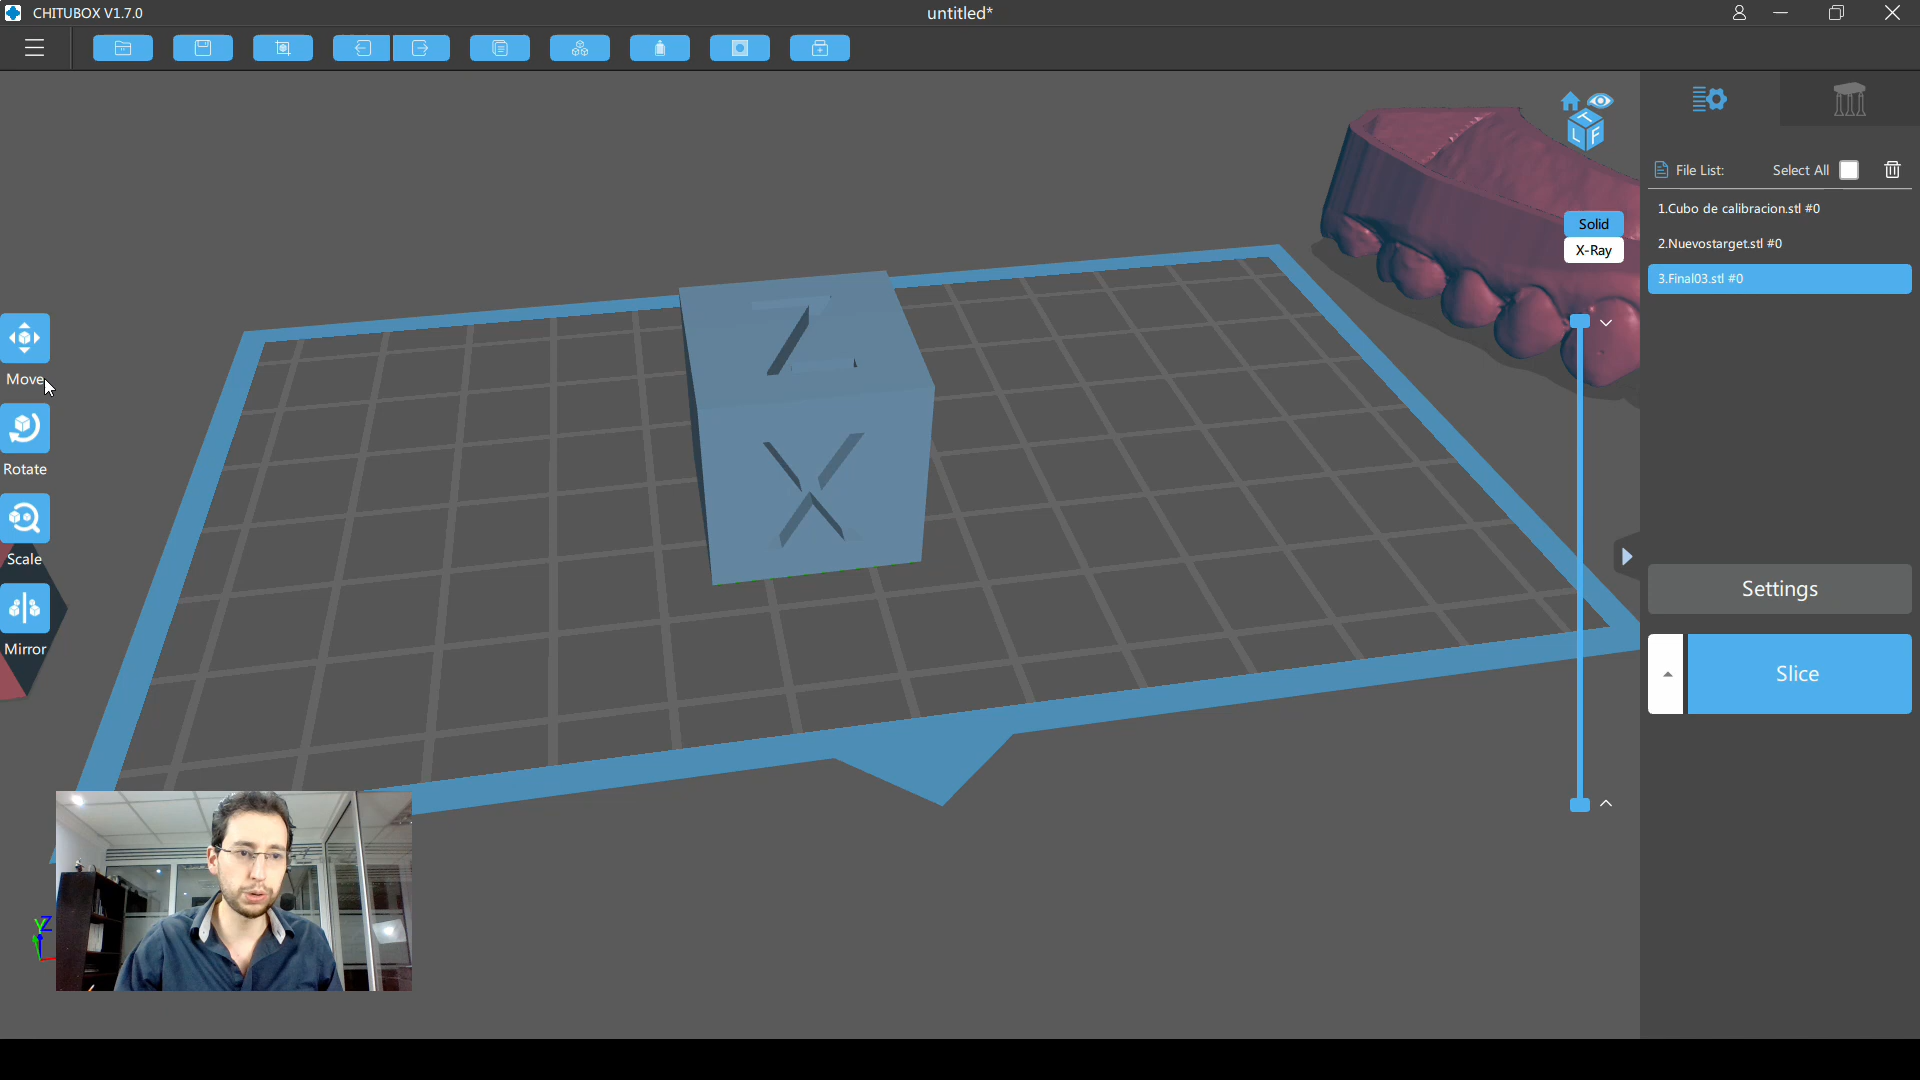 CHITUBOX V1.7.0
untitled*
File List:
Select All
1.Cubo de calibracion.stl #0
2.Nuevostarget.stl #0
3.Final03.stl #0
T
L
F
Solid
X-Ray
Move
Rotate
Scale
Mirror
Z
X
Settings
Slice
Y
Z